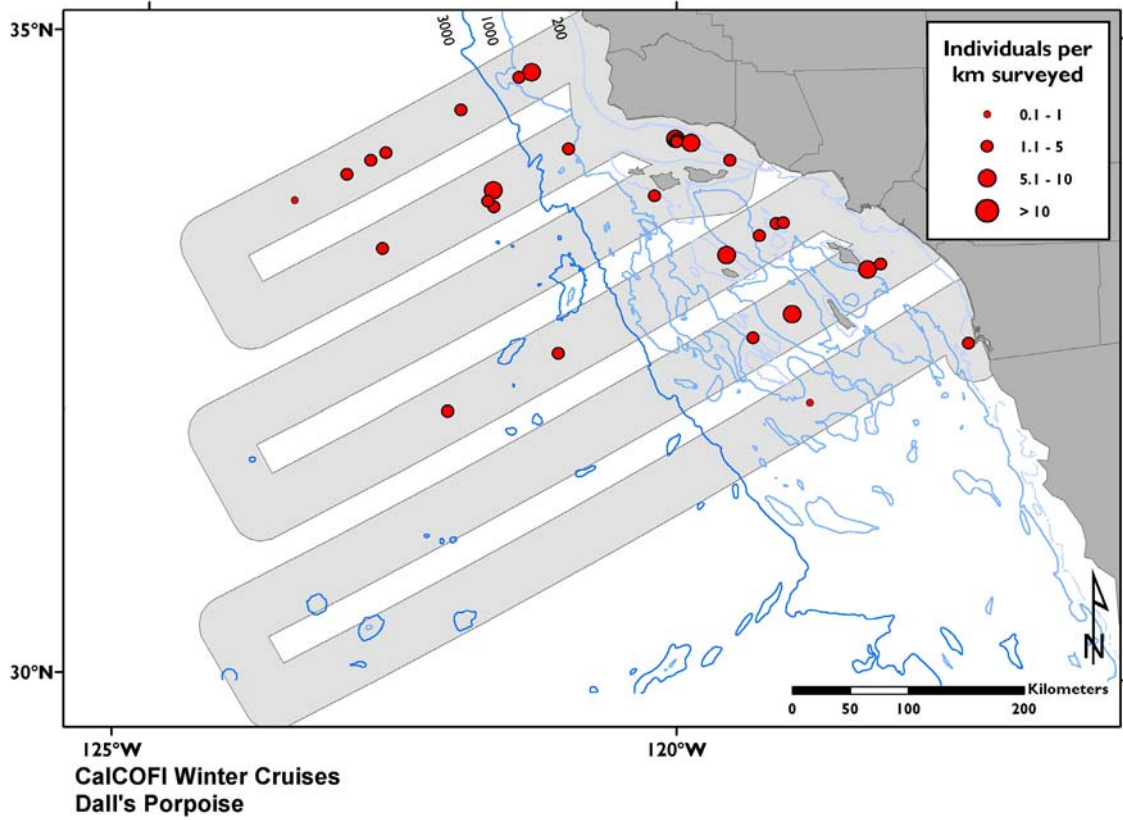 35°N
3000
1000
200
Individuals per
km surveyed
0.1 - 1
1.1 - 5
5.1 - 10
> 10
30°N
N
Kilometers
0 50 100 200
125°W
120°W
CalCOFI Winter Cruises
Dall's Porpoise